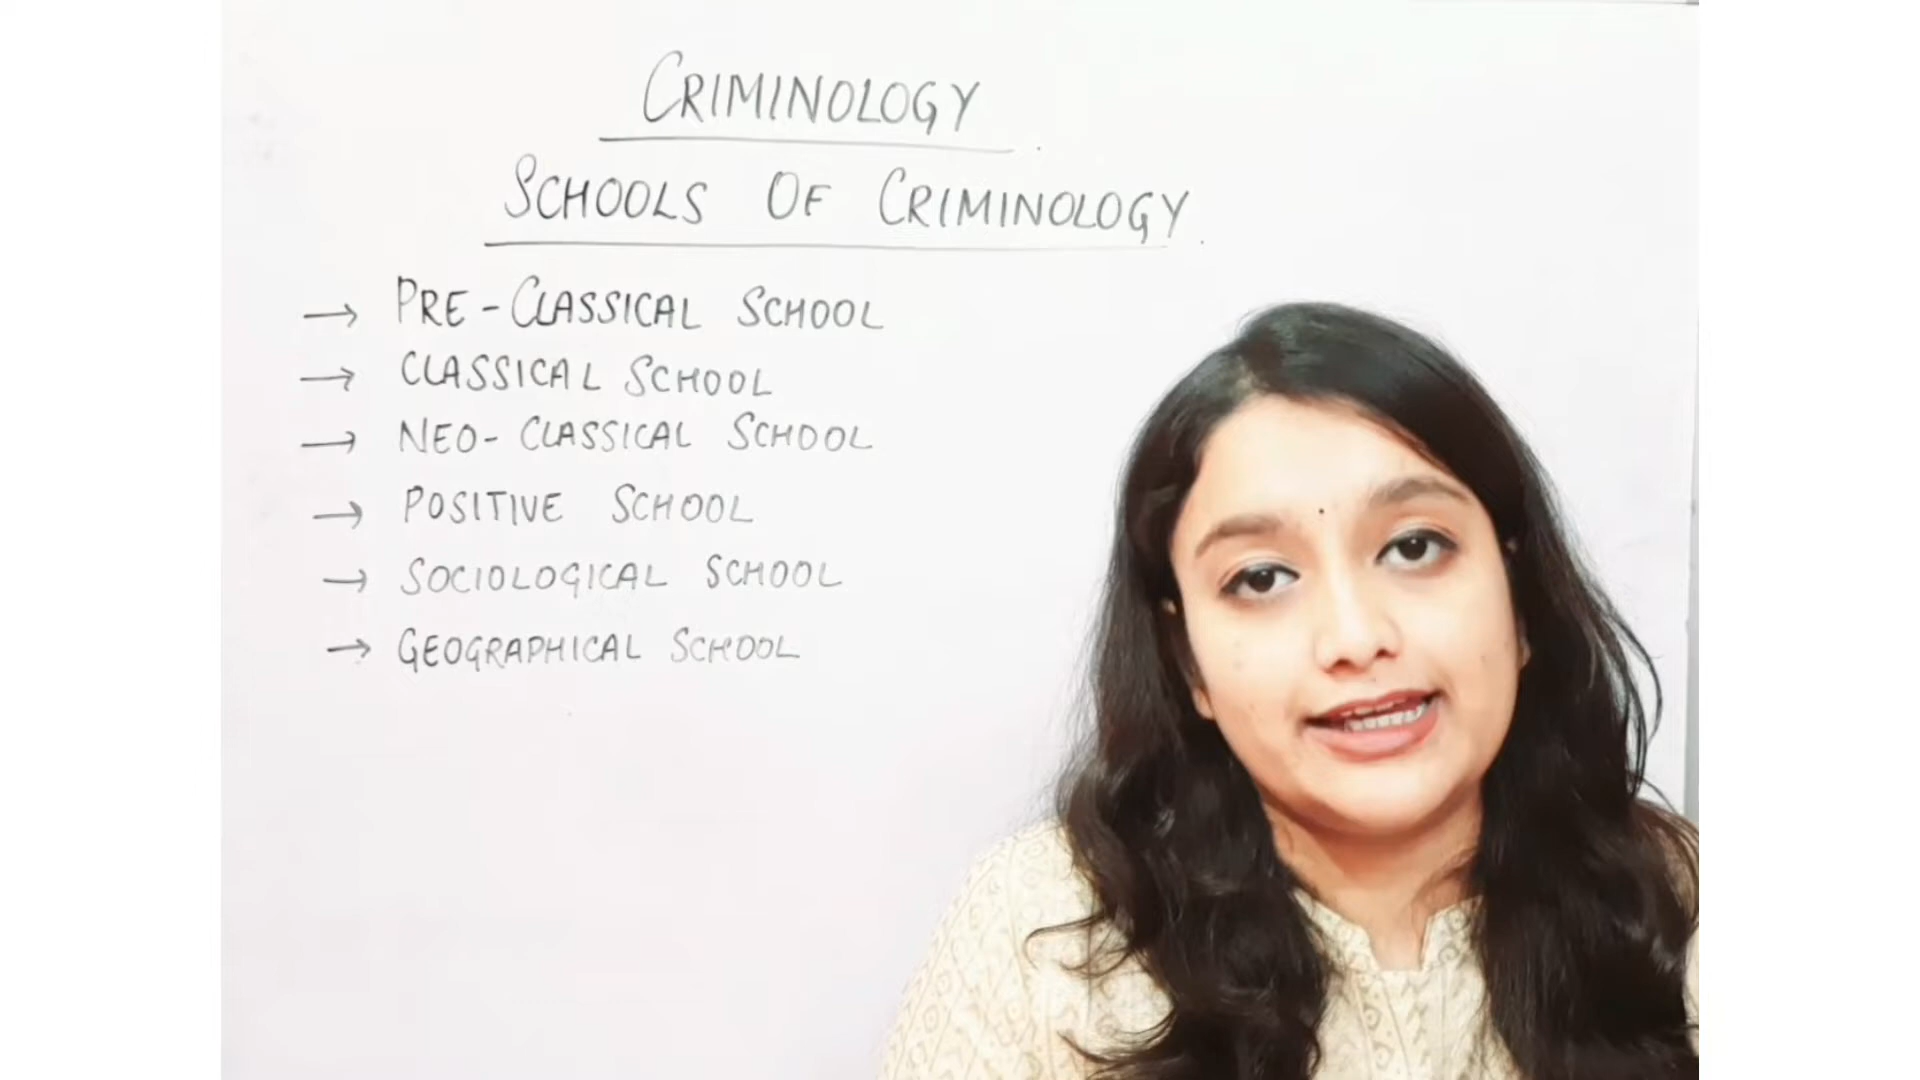 CRIMINOLOGY
SCHOOLS OF CRIMINOLOGY.
→ PRE-CLASSICAL SCHOOL
→ CLASSICAL SCHOOL
→ NEO-CLASSICAL SCHOOL
→ POSITIVE SCHOOL
→ SOCIOLOGICAL SCHOOL
→ GEOGRAPHICAL SCHOOL